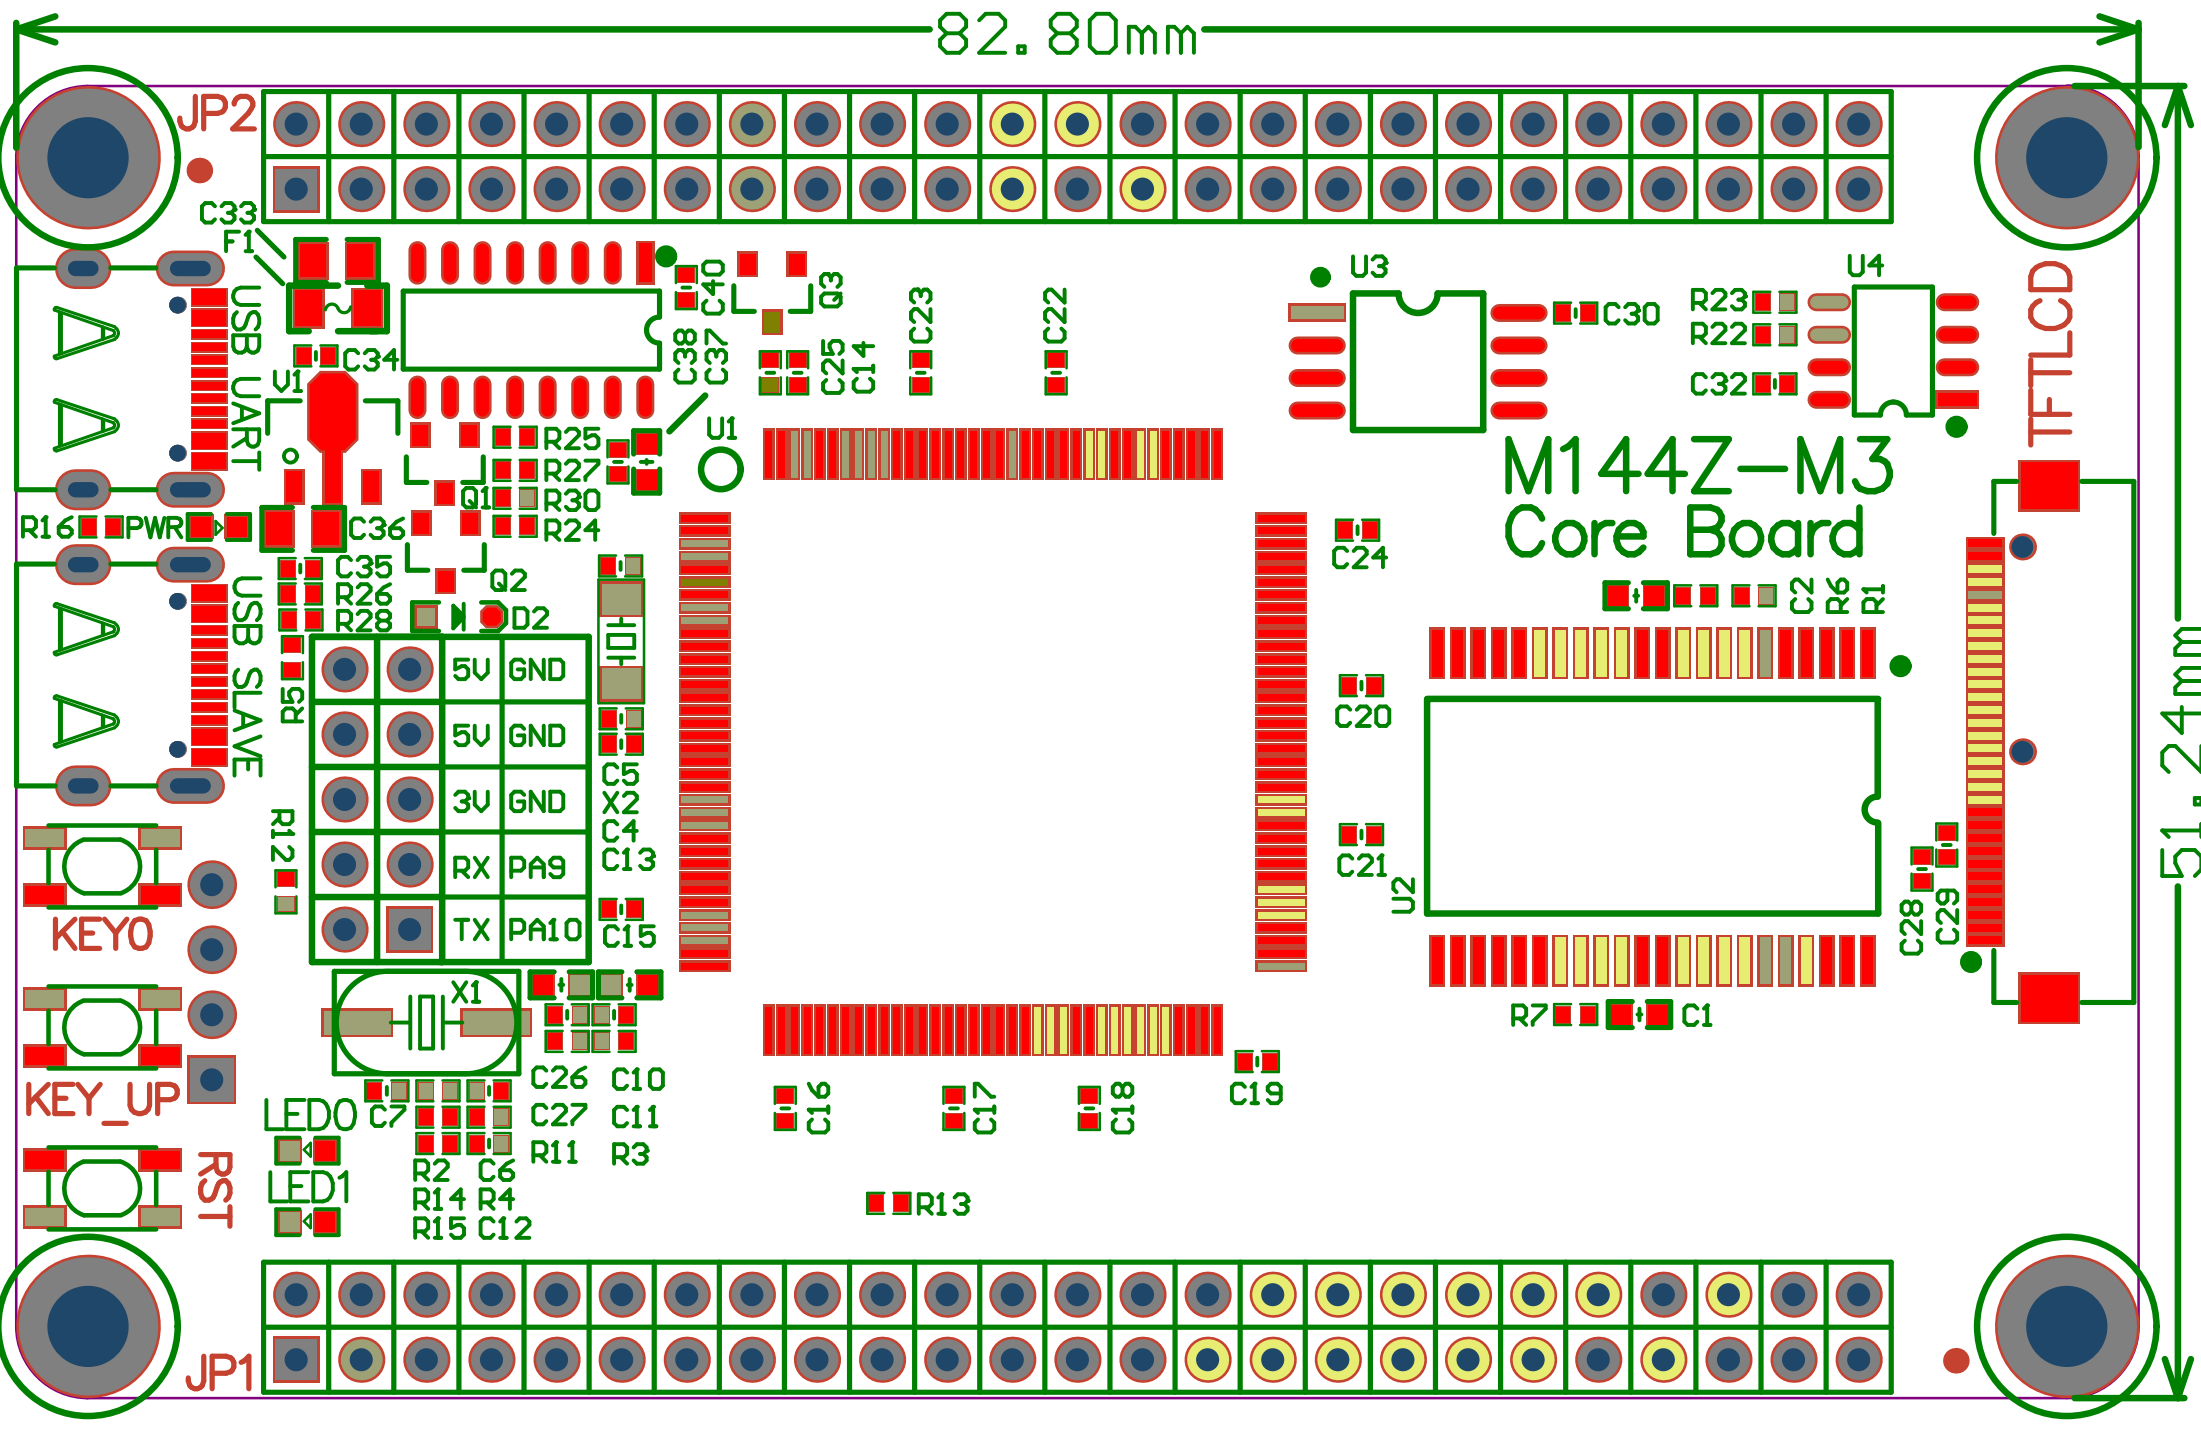 82.80mm
JP2
C33
F1
USB UART
C34
V1
C40
Q3
C38
C37
C25
C14
C23
C22
U3
C30
R23
R22
C32
U4
TFTLCD
U1
R25
R27
Q1
R30
R24
M144Z-M3
Core Board
R16
PWR
C36
C35
R26
R28
Q2
D2
C24
C2
R6
R1
51.24mm
USB SLAVE
R5
5V GND
5V GND
3V GND
RX PA9
TX PA10
C20
C5
X2
C4
C13
C21
R12
U2
C15
C28
C29
KEY0
X1
R7
C1
KEY_UP
C26
C10
C27
C11
R11
R3
C7
LED0
C16
C17
C18
C19
R2
C6
R14
R4
R15
C12
RST
LED1
R13
JP1